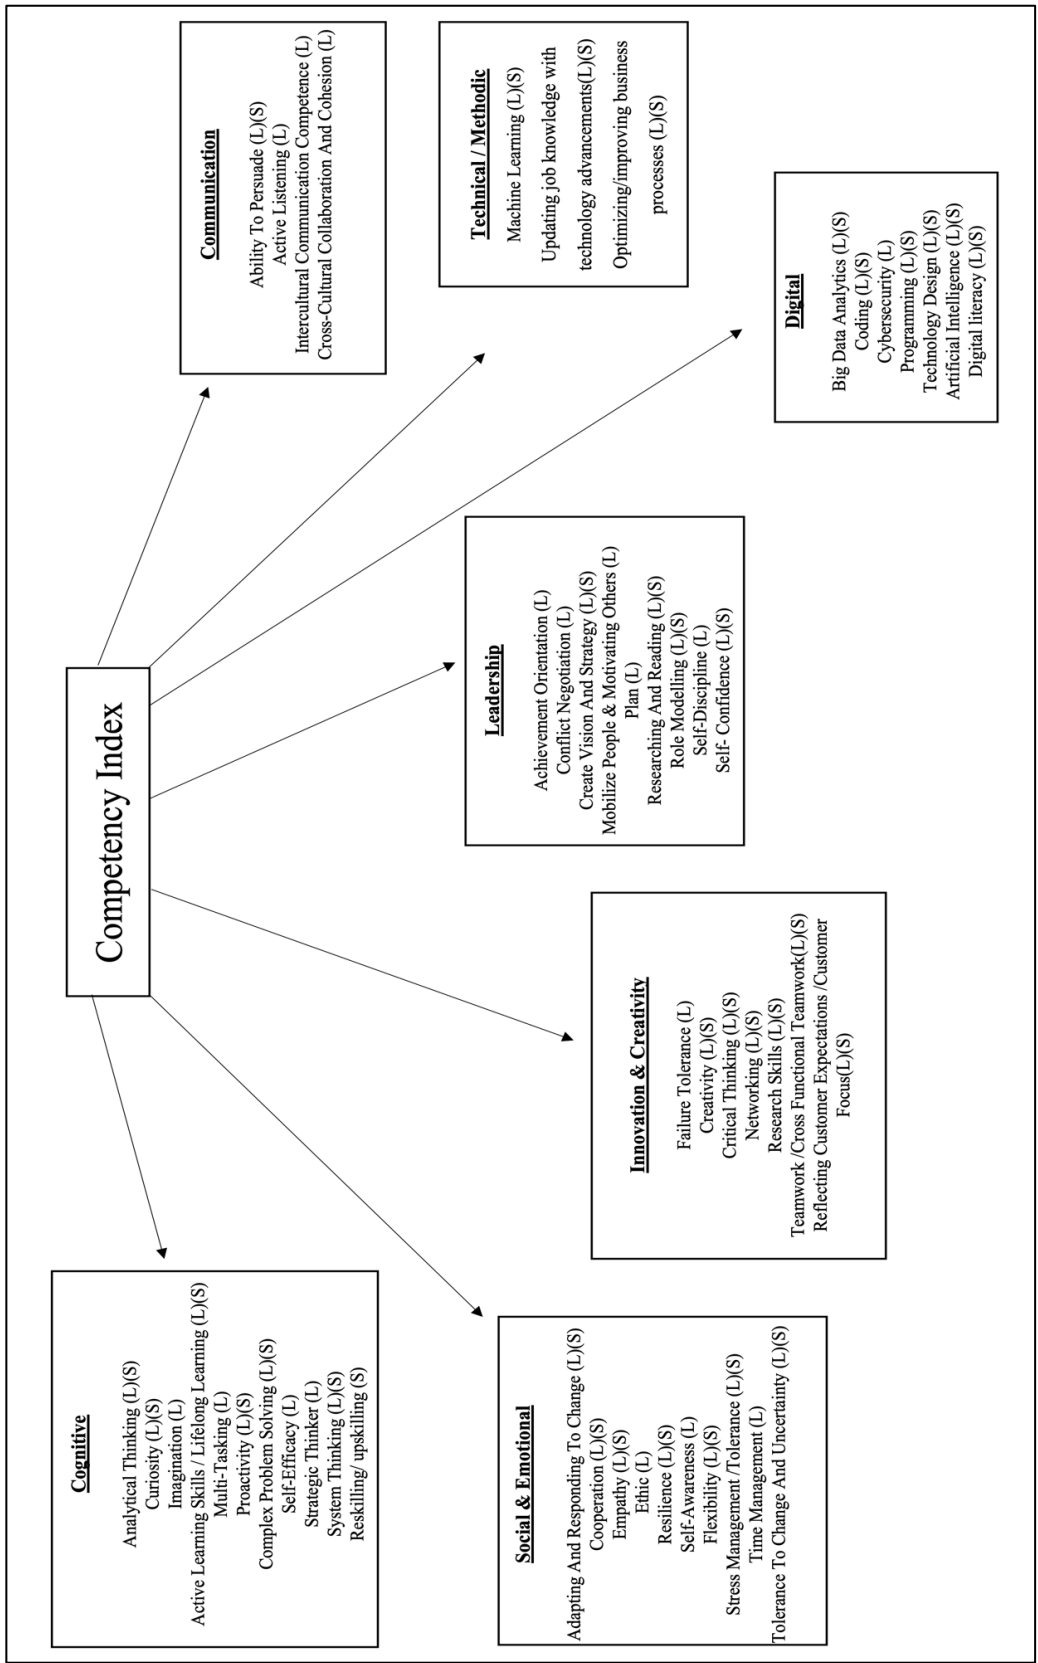 Competency Index
Cognitive
Analytical Thinking (L)(S)
Curiosity (L)(S)
Imagination (L)
Active Learning Skills / Lifelong Learning (L)(S)
Multi-Tasking (L)
Proactivity (L)(S)
Complex Problem Solving (L)(S)
Self-Efficacy (L)
Strategic Thinker (L)
System Thinking (L)(S)
Reskilling/ upskilling (S)
Social & Emotional
Adapting And Responding To Change (L)(S)
Cooperation (L)(S)
Empathy (L)(S)
Ethic (L)
Resilience (L)(S)
Self-Awareness (L)
Flexibility (L)(S)
Stress Management /Tolerance (L)(S)
Time Management (L)
Tolerance To Change And Uncertainty (L)(S)
Innovation & Creativity
Failure Tolerance (L)
Creativity (L)(S)
Critical Thinking (L)(S)
Networking (L)(S)
Research Skills (L)(S)
Teamwork /Cross Functional Teamwork(L)(S)
Reflecting Customer Expectations /Customer
Focus(L)(S)
Leadership
Achievement Orientation (L)
Conflict Negotiation (L)
Create Vision And Strategy (L)(S)
Mobilize People & Motivating Others (L)
Plan (L)
Researching And Reading (L)(S)
Role Modelling (L)(S)
Self-Discipline (L)
Self- Confidence (L)(S)
Communication
Ability To Persuade (L)(S)
Active Listening (L)
Intercultural Communication Competence (L)
Cross-Cultural Collaboration And Cohesion (L)
Technical / Methodic
Machine Learning (L)(S)
Updating job knowledge with
technology advancements(L)(S)
Optimizing/improving business
processes (L)(S)
Digital
Big Data Analytics (L)(S)
Coding (L)(S)
Cybersecurity (L)
Programming (L)(S)
Technology Design (L)(S)
Artificial Intelligence (L)(S)
Digital literacy (L)(S)